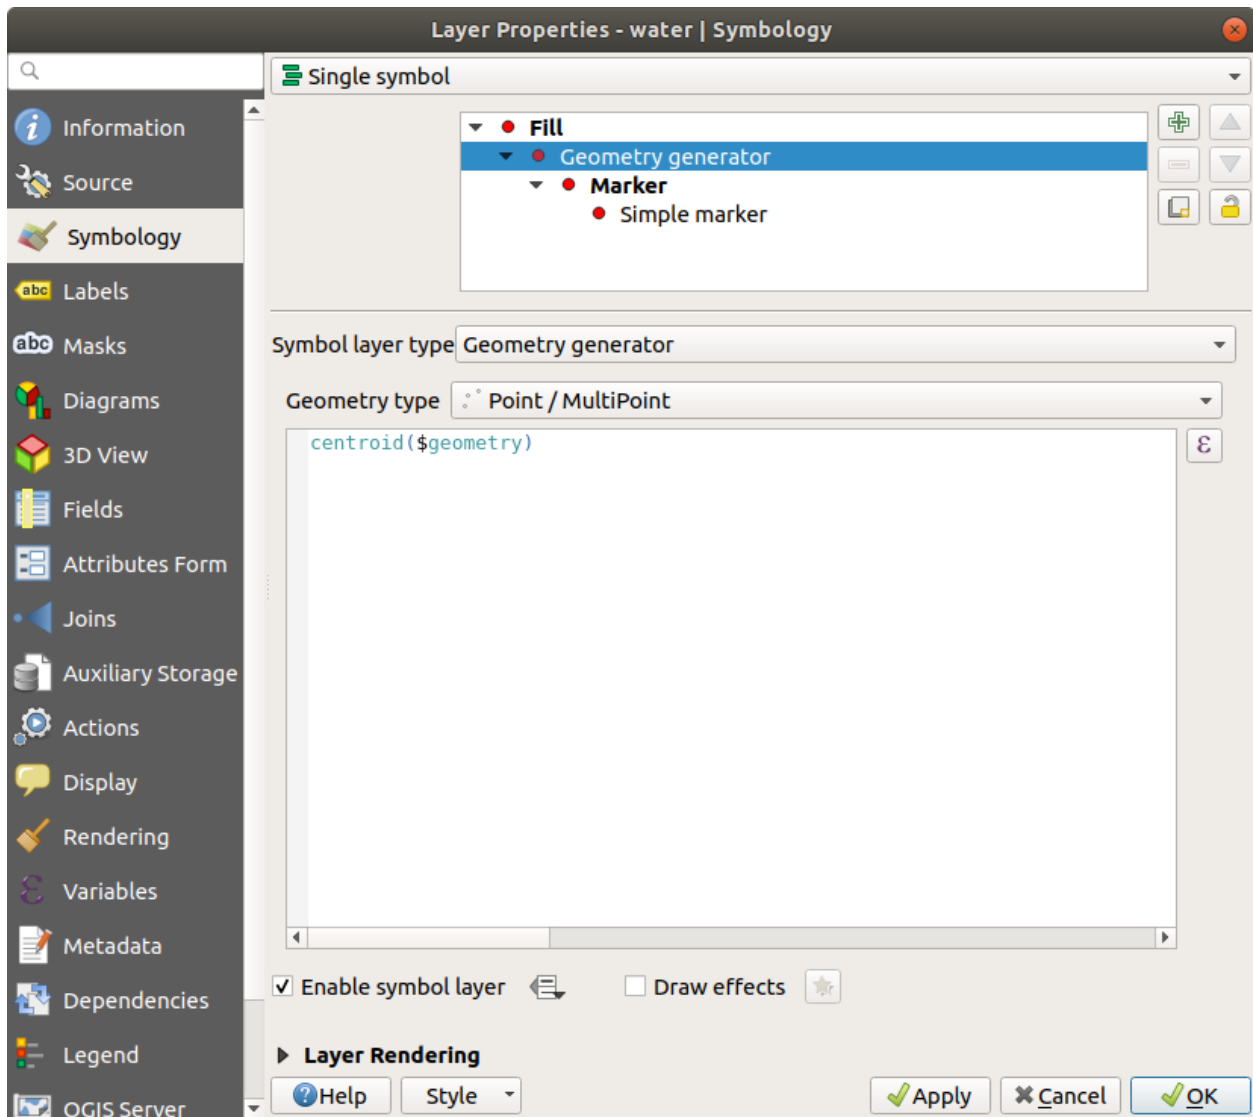 Layer Properties - water | Symbology
Single symbol
Information
Source
Symbology
abc Labels
abc Masks
Diagrams
3D View
Fields
Attributes Form
Joins
Auxiliary Storage
Actions
Display
Rendering
Variables
Metadata
Dependencies
Legend
QGIS Server
Fill
Geometry generator
Marker
Simple marker
Symbol layer type Geometry generator
Geometry type Point / MultiPoint
centroid($geometry)
ε
Enable symbol layer
Draw effects
Layer Rendering
Help
Style
Apply
Cancel
OK